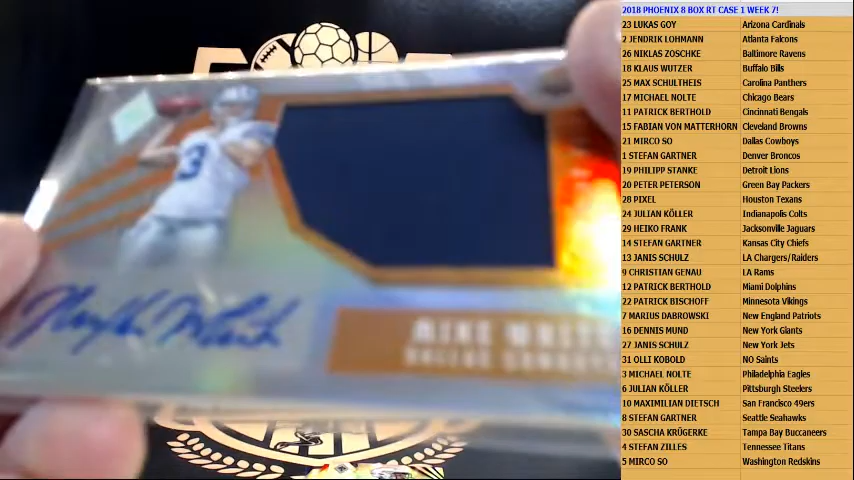 2018 PHOENIX 8 BOX RT CASE 1 WEEK 7!
23 LUKAS GOY Arizona Cardinals
2 JENDRIK LOHMANN Atlanta Falcons
26 NIKLAS ZOSCHKE Baltimore Ravens
18 KLAUS WUTZER Buffalo Bills
25 MAX SCHULTHEIS Carolina Panthers
17 MICHAEL NOLTE Chicago Bears
11 PATRICK BERTHOLD Cincinnati Bengals
15 FABIAN VON MATTERHORN Cleveland Browns
21 MIRCO SO Dallas Cowboys
1 STEFAN GARTNER Denver Broncos
19 PHILIPP STANKE Detroit Lions
20 PETER PETERSON Green Bay Packers
28 PIXEL Houston Texans
24 JULIAN KÖLLER Indianapolis Colts
29 HEIKO FRANK Jacksonville Jaguars
14 STEFAN GARTNER Kansas City Chiefs
13 JANIS SCHULZ LA Chargers/Raiders
9 CHRISTIAN GENAU LA Rams
12 PATRICK BERTHOLD Miami Dolphins
22 PATRICK BISCHOFF Minnesota Vikings
7 MARIUS DABROWSKI New England Patriots
16 DENNIS MUND New York Giants
27 JANIS SCHULZ New York Jets
31 OLLI KOBOLD NO Saints
3 MICHAEL NOLTE Philadelphia Eagles
6 JULIAN KÖLLER Pittsburgh Steelers
10 MAXIMILIAN DIETSCH San Francisco 49ers
8 STEFAN GARTNER Seattle Seahawks
30 SASCHA KRÜGERKE Tampa Bay Buccaneers
4 STEFAN ZILLES Tennessee Titans
5 MIRCO SO Washington Redskins
3
MIKE WHITE
DALLAS COWBOYS